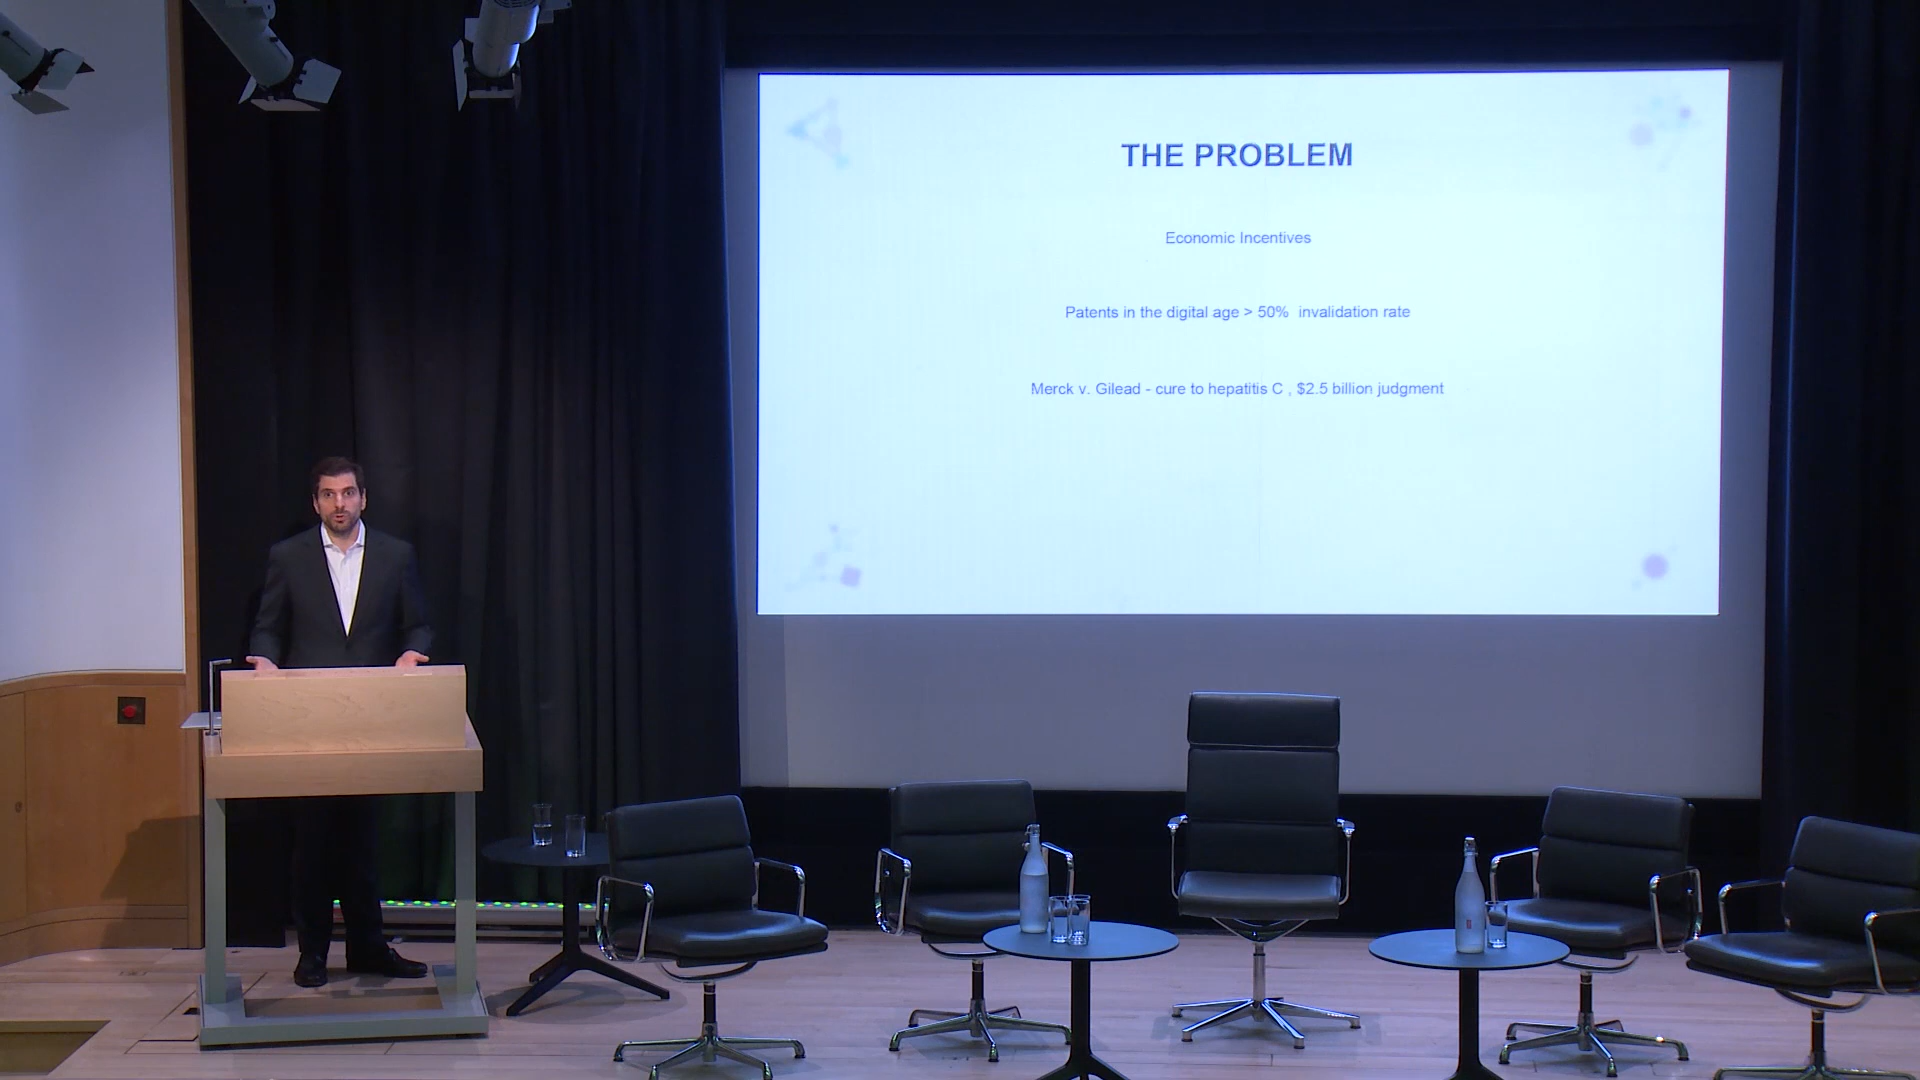 THE PROBLEM
Economic Incentives
Patents in the digital age > 50%  invalidation rate
Merck v. Gilead - cure to hepatitis C , $2.5 billion judgment